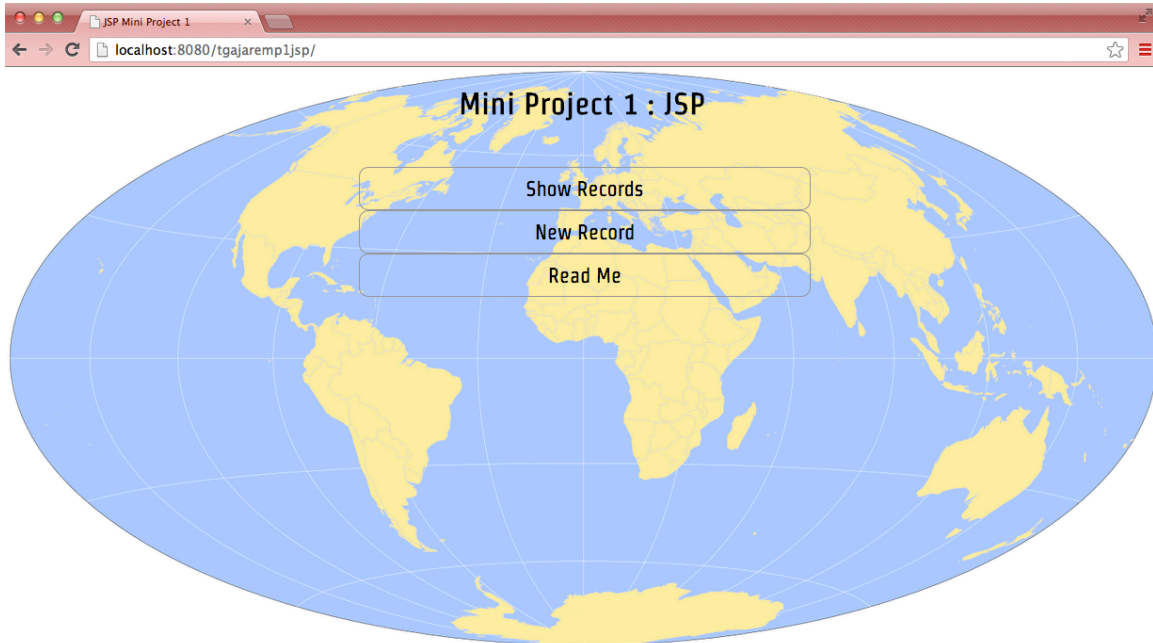 JSP Mini Project 1
localhost:8080/tgajaremp1jsp/
Mini Project 1 : JSP
Show Records
New Record
Read Me